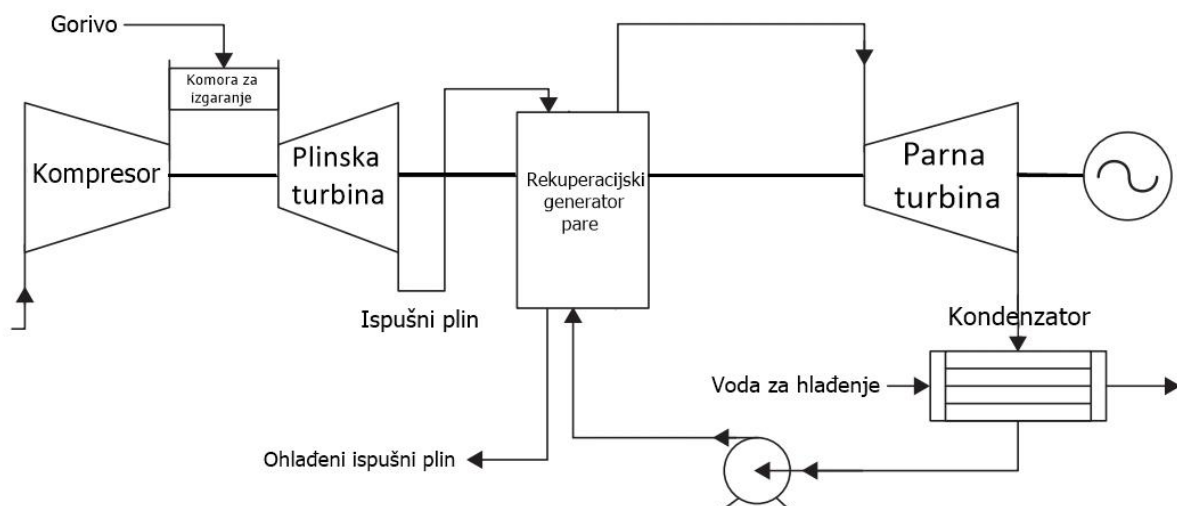 Gorivo
Komora za
izgaranje
Kompresor
Plinska
turbina
Rekuperacijski
generator
pare
Parna
turbina
Ispušni plin
Kondenzator
Voda za hlađenje
Ohlađeni ispušni plin